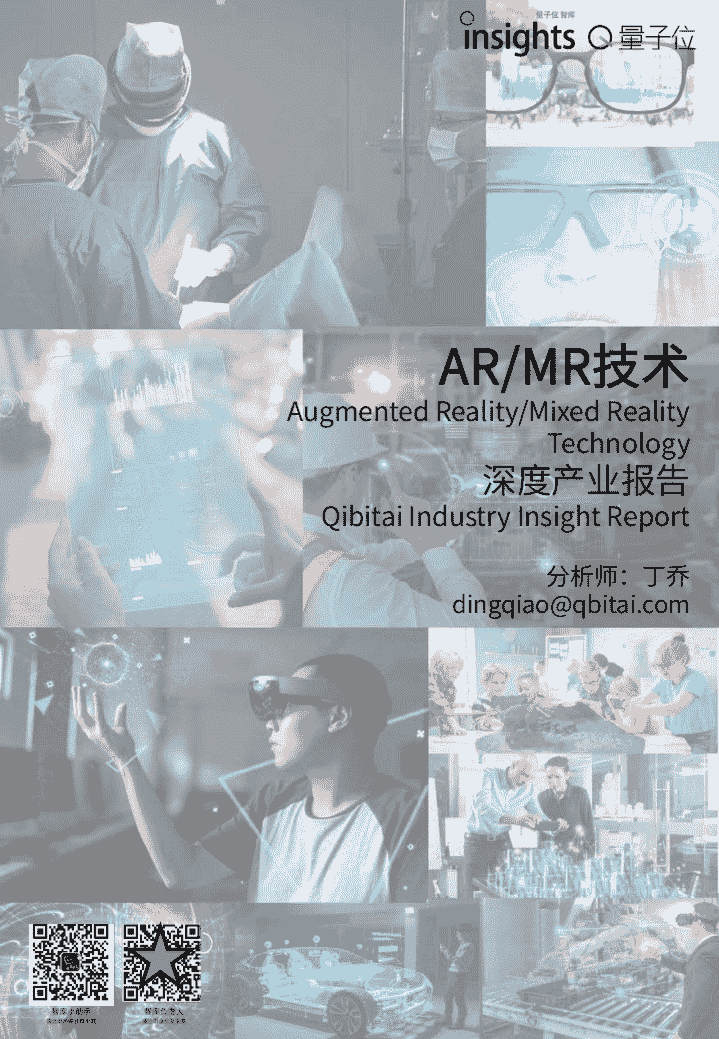 量子位 智库
insights 量子位
AR/MR技术
Augmented Reality/Mixed Reality
Technology
深度产业报告
Qibitai Industry Insight Report
分析师：丁乔
dingqiao@qbitai.com